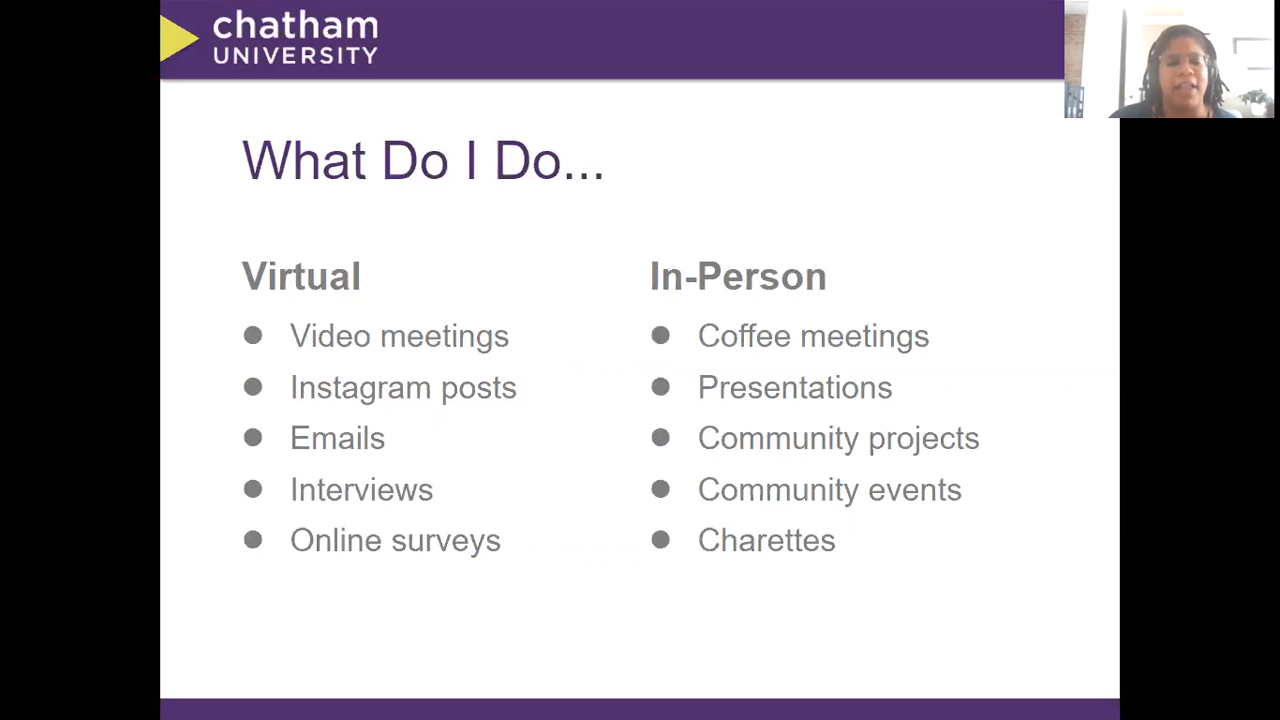 chatham
UNIVERSITY
What Do I Do...
Virtual
● Video meetings
● Instagram posts
● Emails
● Interviews
● Online surveys
In-Person
● Coffee meetings
● Presentations
● Community projects
● Community events
● Charettes